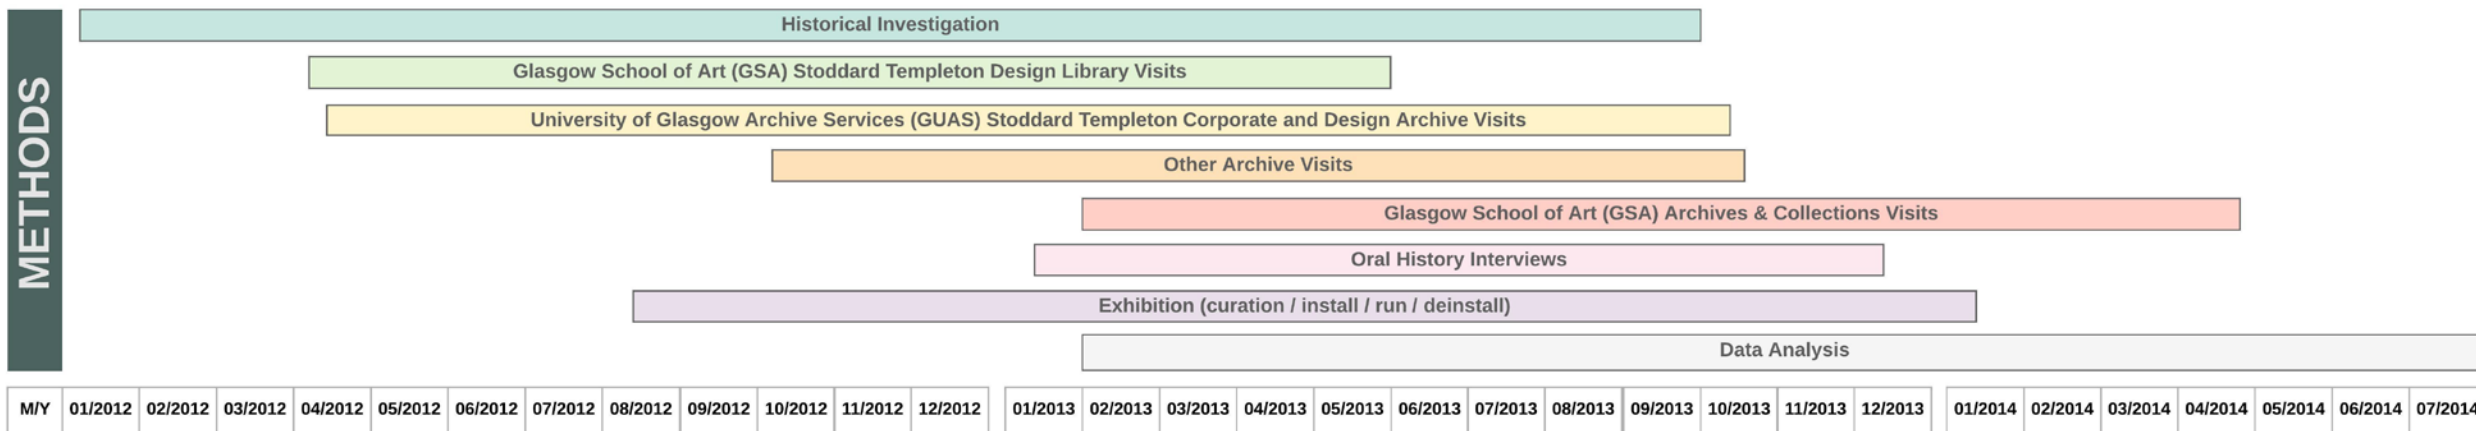 METHODS
Historical Investigation
Glasgow School of Art (GSA) Stoddard Templeton Design Library Visits
University of Glasgow Archive Services (GUAS) Stoddard Templeton Corporate and Design Archive Visits
Other Archive Visits
Glasgow School of Art (GSA) Archives & Collections Visits
Oral History Interviews
Exhibition (curation / install / run / deinstall)
Data Analysis
M/Y 01/2012 02/2012 03/2012 04/2012 05/2012 06/2012 07/2012 08/2012 09/2012 10/2012 11/2012 12/2012 01/2013 02/2013 03/2013 04/2013 05/2013 06/2013 07/2013 08/2013 09/2013 10/2013 11/2013 12/2013 01/2014 02/2014 03/2014 04/2014 05/2014 06/2014 07/2014